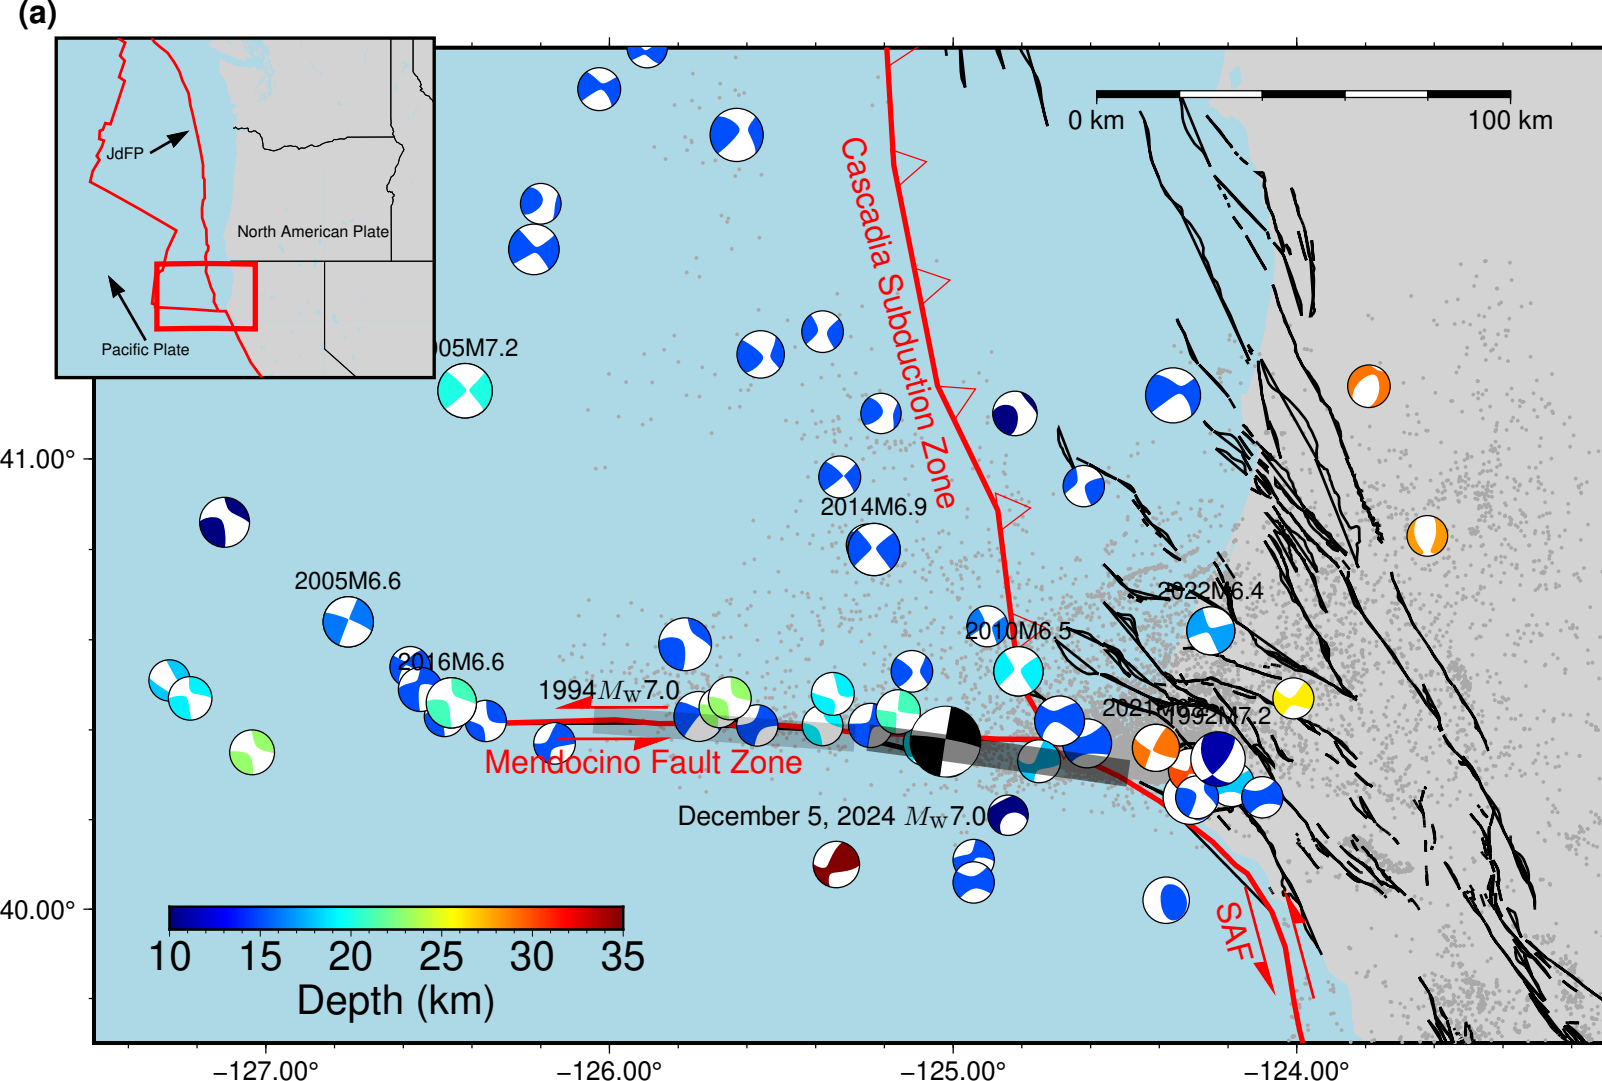 (a)
JdFP
North American Plate
Pacific Plate
0 km
100 km
Cascadia Subduction Zone
05M7.2
41.00°
2014M6.9
2005M6.6
2022M6.4
2010M6.5
2016M6.6
1994 Mw7.0
2021M
1992M7.2
Mendocino Fault Zone
December 5, 2024 Mw7.0
40.00°
SAF
10 15 20 25 30 35
Depth (km)
−127.00° −126.00° −125.00° −124.00°